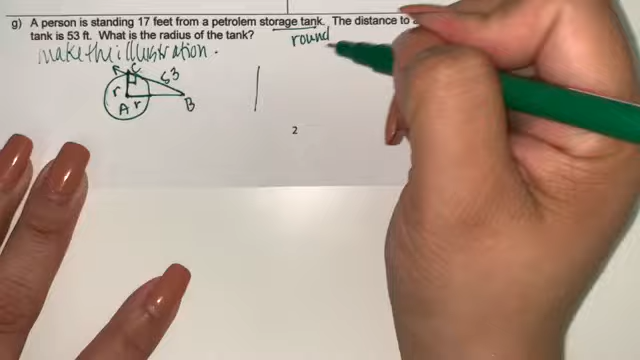 g) A person is standing 17 feet from a petrolem storage tank. The distance to
tank is 53 ft. What is the radius of the tank?
round
make the illustration.
C
53
r
A r
B
2